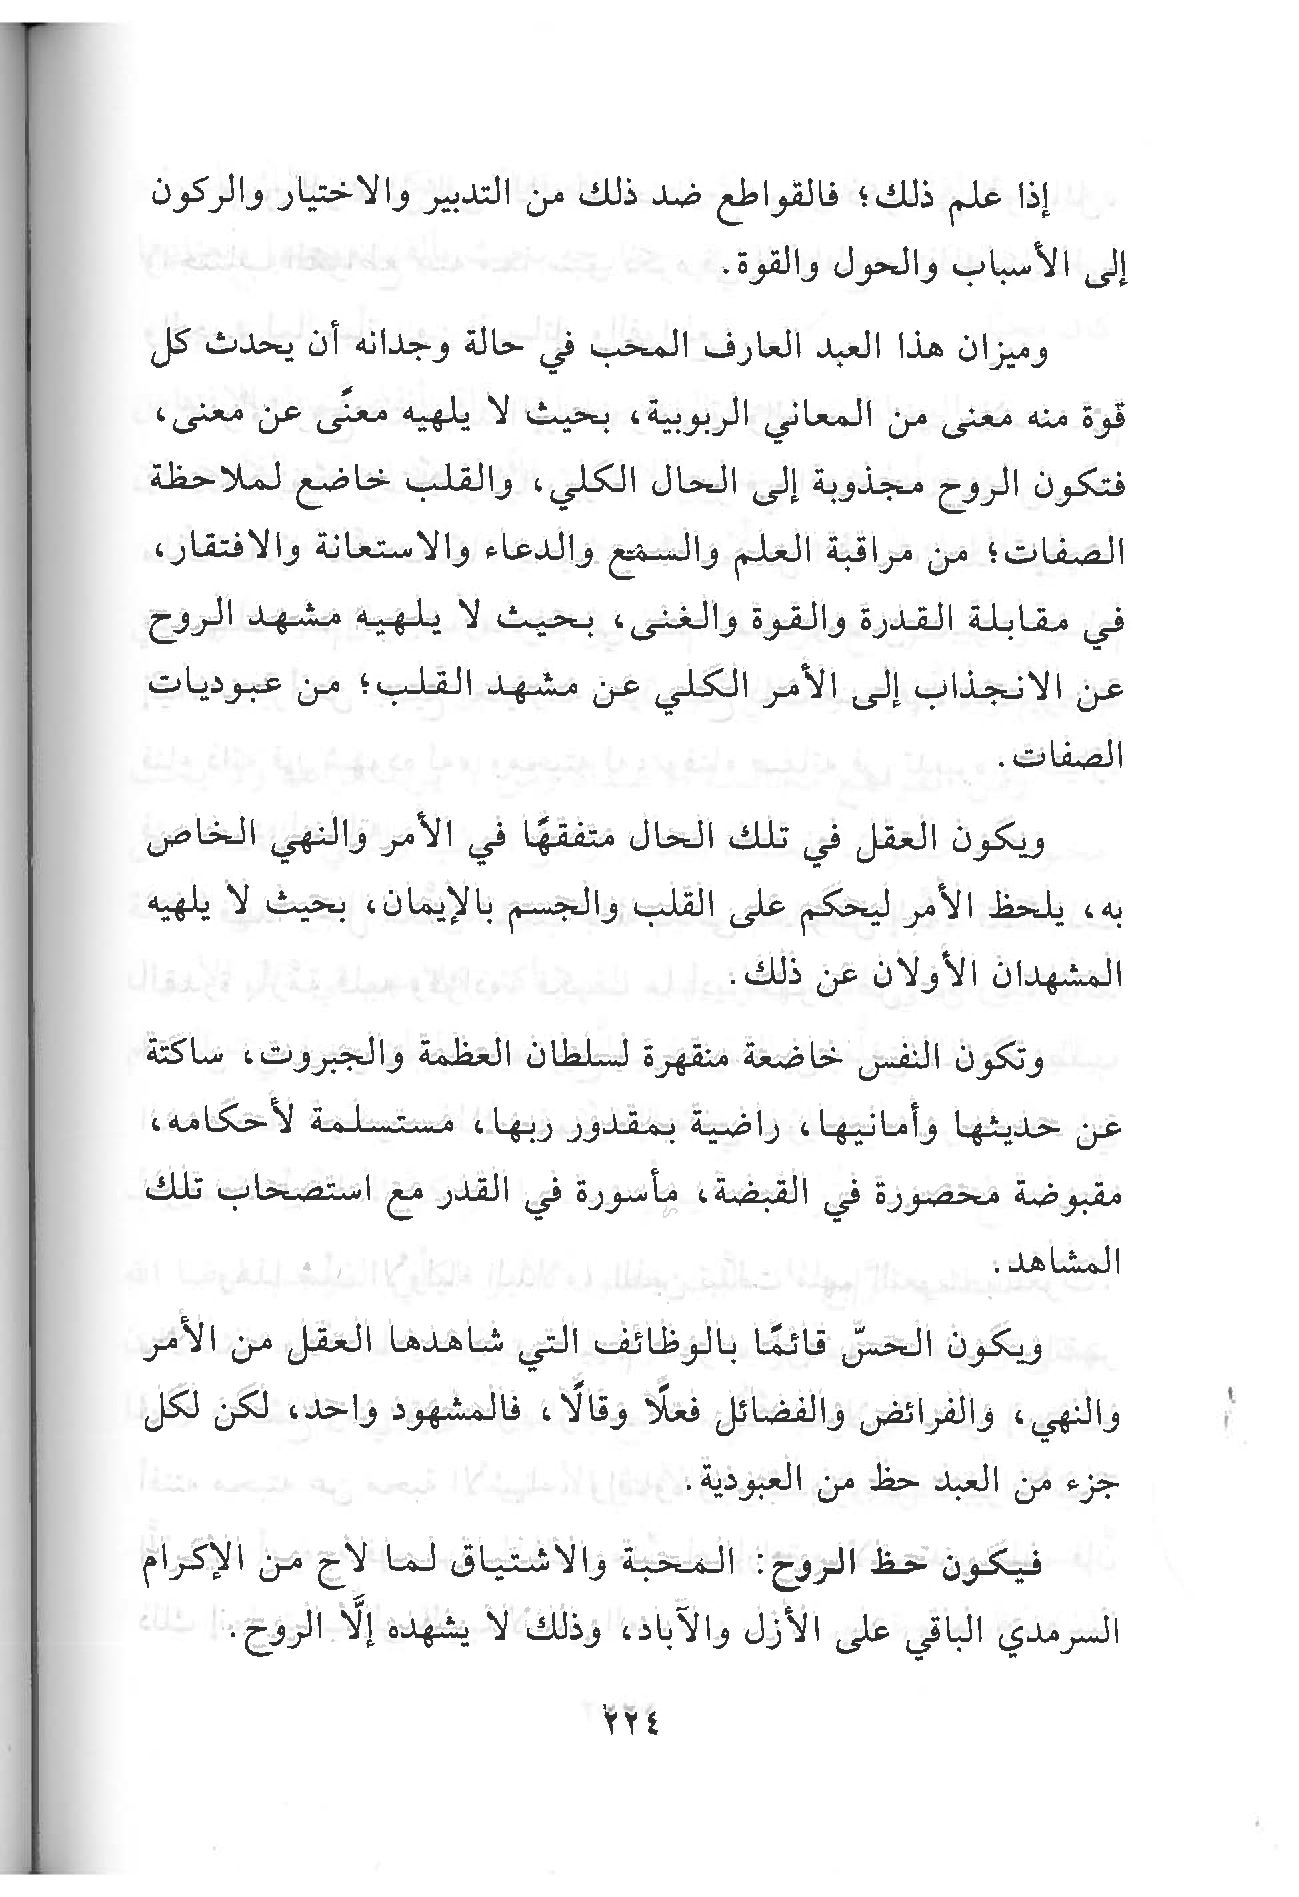 إذا علم ذلك؛ فالقواطع ضد ذلك من التدبير والاختيار والركون
إلى الأسباب والحول والقوة.
وميزان هذا العبد العارف المحب في حالة وجدانه أن يحدث كل
قوة منه معنى من المعاني الربوبية، بحيث لا يلهيه معنًى عن معنى،
فتكون الروح مجذوبة إلى الحال الكلي، والقلب خاضع لملاحظة
الصفات؛ من مراقبة العلم والسمع والدعاء والاستعانة والافتقار،
في مقابلة القدرة والقوة والغنى، بحيث لا يلهيه مشهد الروح
عن الانجذاب إلى الأمر الكلي عن مشهد القلب؛ من عبوديات
الصفات.
ويكون العقل في تلك الحال متفقهًا في الأمر والنهي الخاص
به، يلحظ الأمر ليحكم على القلب والجسم بالإيمان، بحيث لا يلهيه
المشهدان الأولان عن ذلك.
وتكون النفس خاضعة منقهرة لسلطان العظمة والجبروت، ساكتة
عن حديثها وأمانيها، راضية بمقدور ربها، مستسلمة لأحكامه،
مقبوضة محصورة في القبضة، مأسورة في القدر مع استصحاب تلك
المشاهد.
ويكون الحسّ قائمًا بالوظائف التي شاهدها العقل من الأمر
والنهي، والفرائض والفضائل فعلًا وقالًا، فالمشهود واحد، لكن لكل
جزء من العبد حظ من العبودية.
فيكون حظ الروح: المحبة والاشتياق لما لاح من الإكرام
السرمدي الباقي على الأزل والآباد، وذلك لا يشهده إلَّا الروح.
٢٢٤